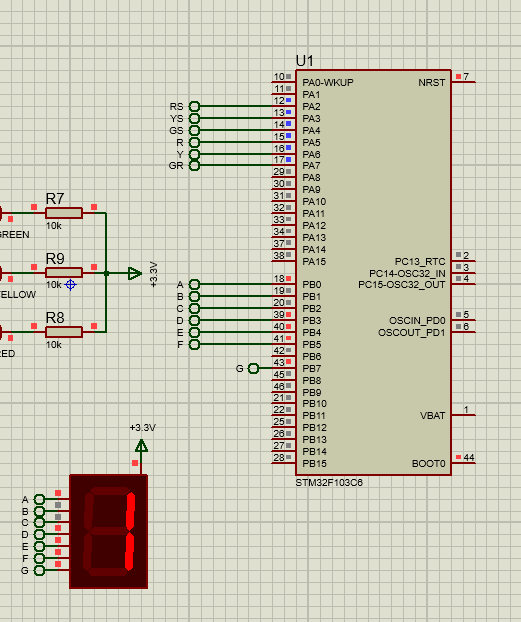 U1
10 PA0-WKUP NRST 7
11 PA1
RS 12 PA2
YS 13 PA3
GS 14 PA4
R 15 PA5
Y 16 PA6
GR 17 PA7
29 PA8
30 PA9
31 PA10
32 PA11
33 PA12
34 PA13
37 PA14
38 PA15
PC13_RTC 2
PC14-OSC32_IN 3
PC15-OSC32_OUT 4
A 18 PB0
B 19 PB1
C 20 PB2
D 39 PB3 OSCIN_PD0 5
E 40 PB4 OSCOUT_PD1 6
F 41 PB5
42 PB6
G 43 PB7
45 PB8
46 PB9
21 PB10
22 PB11 VBAT 1
25 PB12
26 PB13
27 PB14
28 PB15 BOOT0 44
STM32F103C6
R7
10k
GREEN
R9
10k
+3.3V
YELLOW
R8
10k
RED
+3.3V
A
B
C
D
E
F
G
1